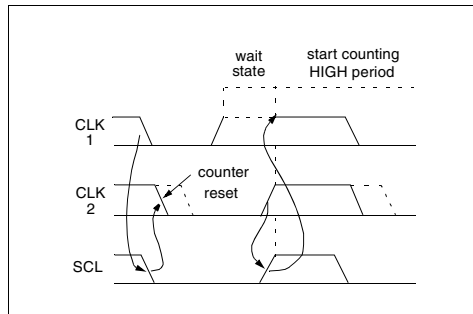 wait
state
start counting
HIGH period
CLK
1
counter
reset
CLK
2
SCL